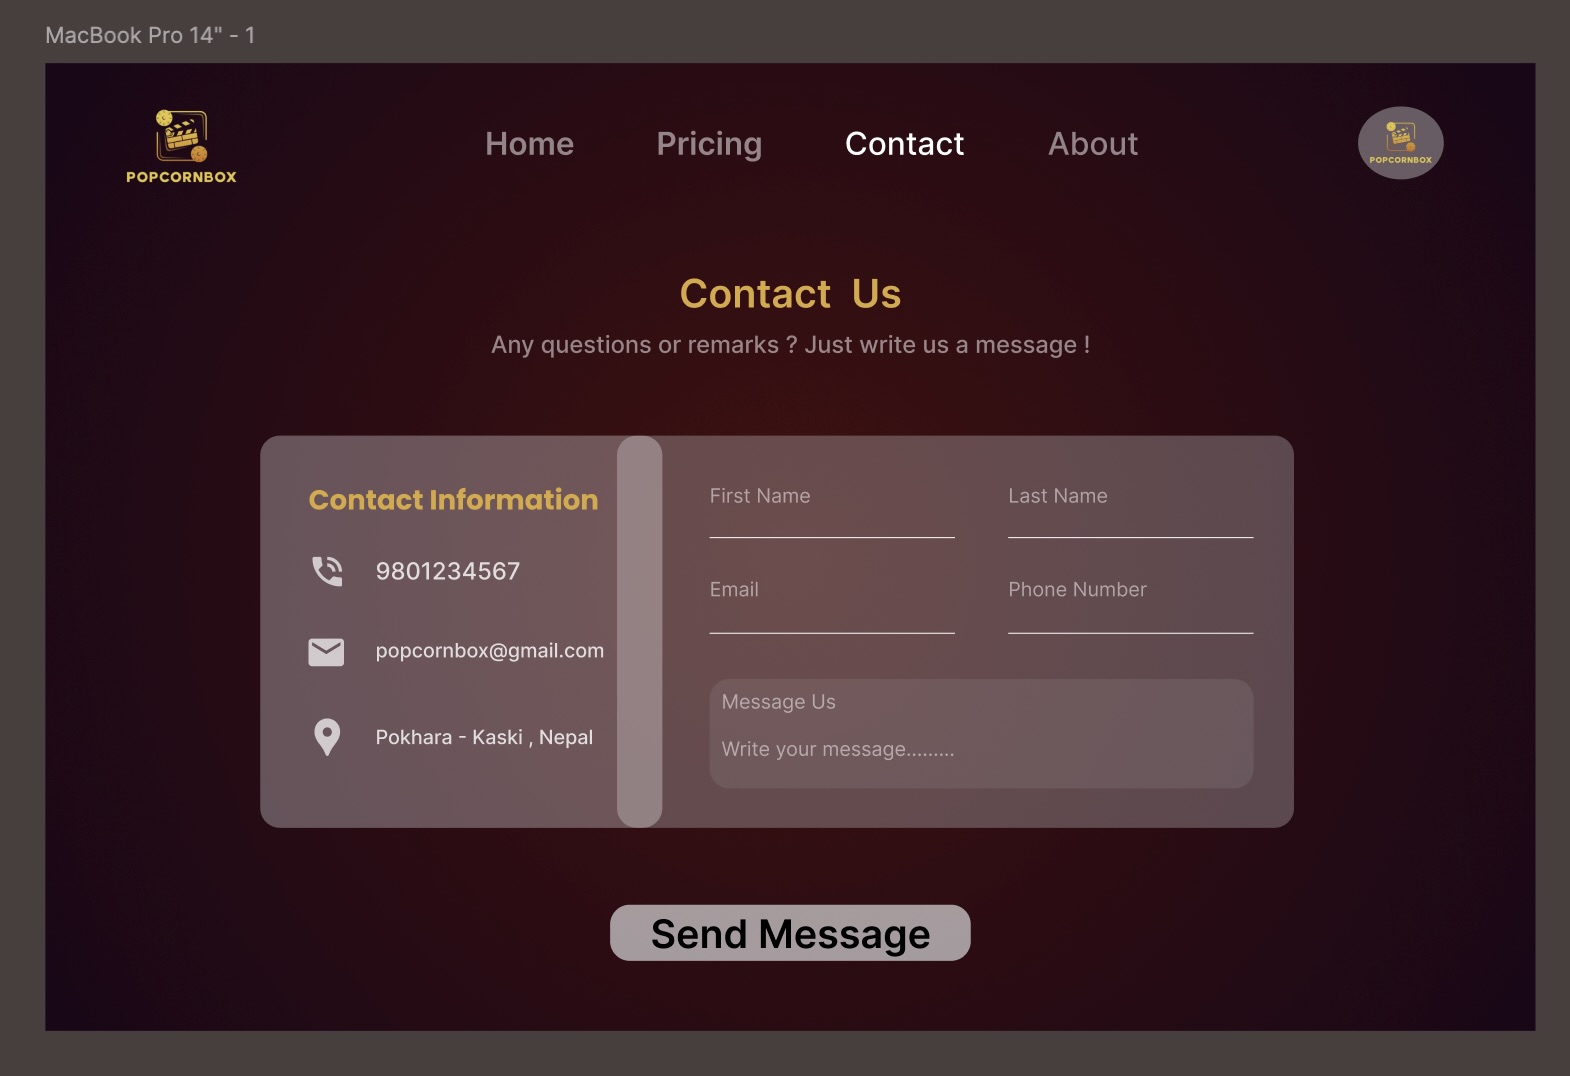 MacBook Pro 14" - 1
POPCORNBOX
Home
Pricing
Contact
About
POPCORNBOX
Contact Us
Any questions or remarks ? Just write us a message !
Contact Information
9801234567
popcornbox@gmail.com
Pokhara - Kaski , Nepal
First Name
Last Name
Email
Phone Number
Message Us
Write your message.........
Send Message